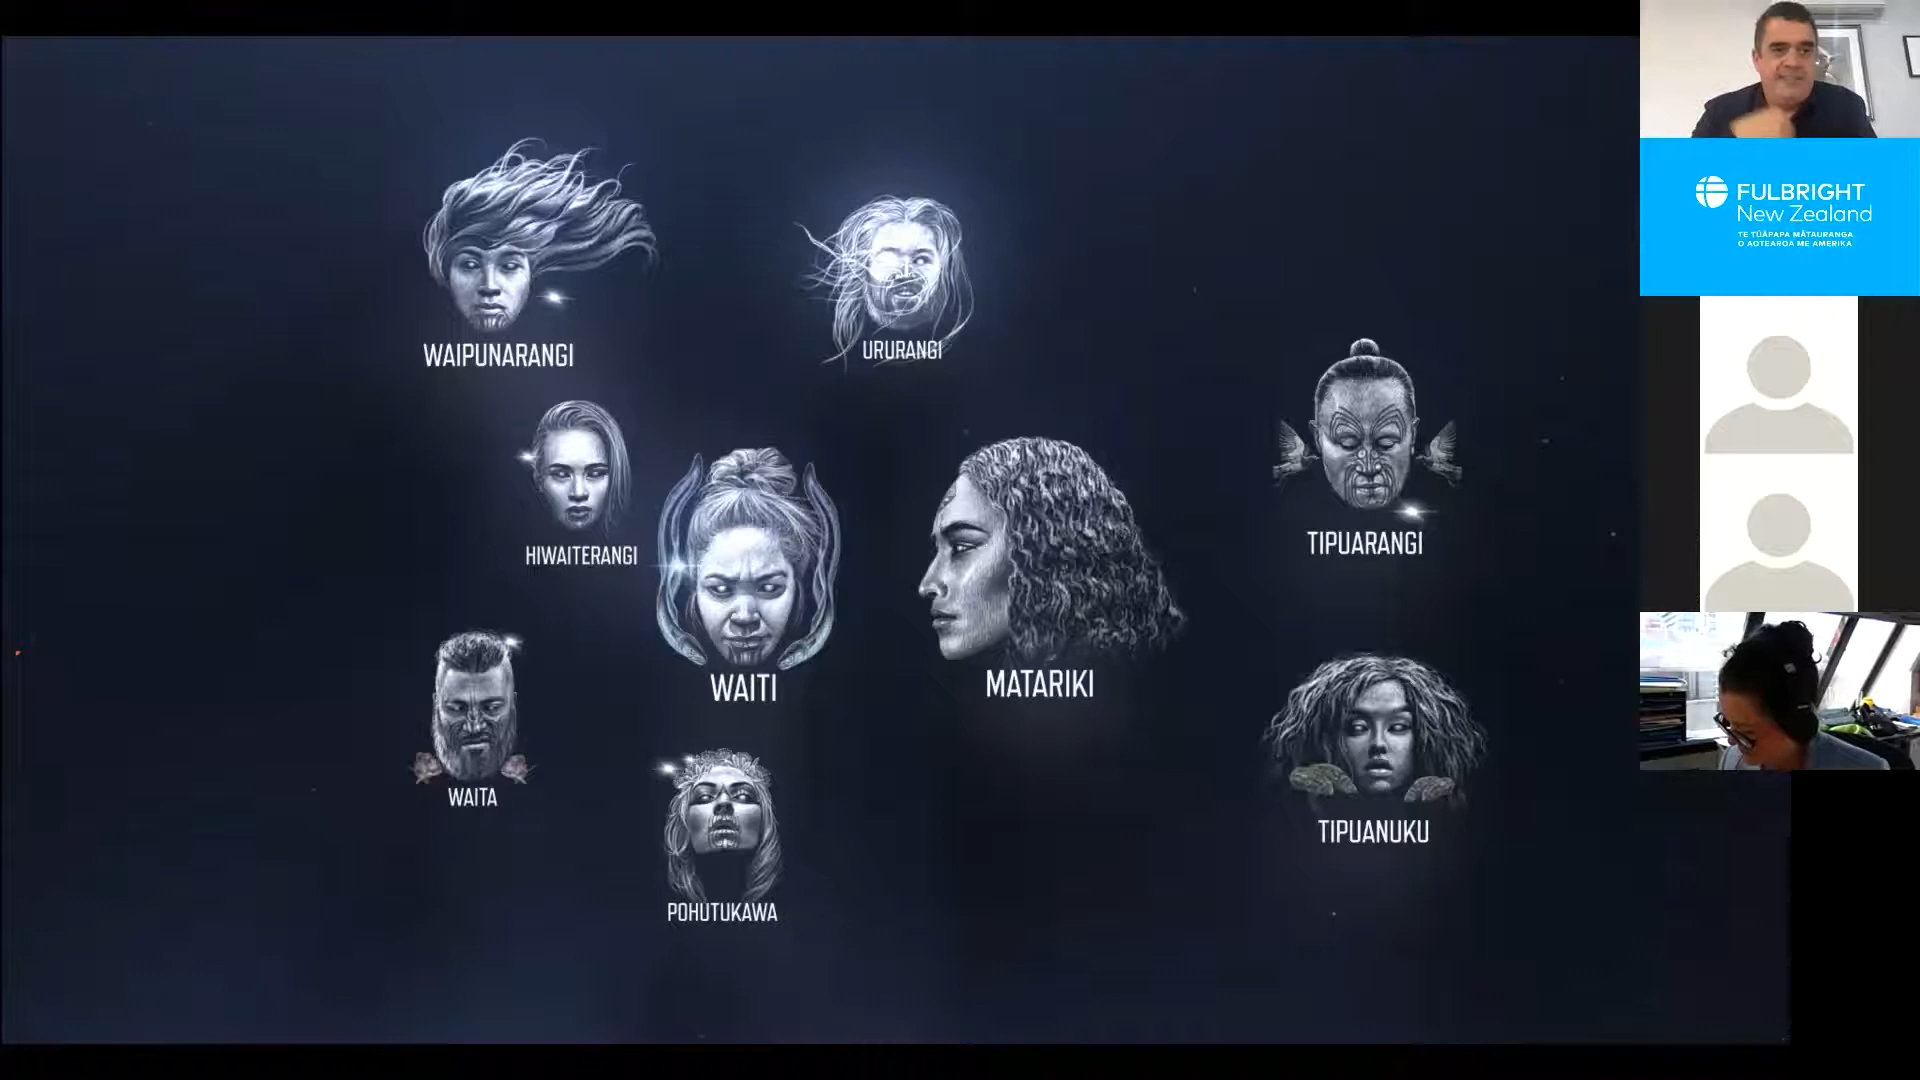 WAIPUNARANGI
URURANGI
HIWAITERANGI
TIPUARANGI
WAITI
MATARIKI
WAITA
TIPUANUKU
POHUTUKAWA
FULBRIGHT
New Zealand
TE TŪĀPAPA MĀTAURANGA
O AOTEAROA ME AMERIKA